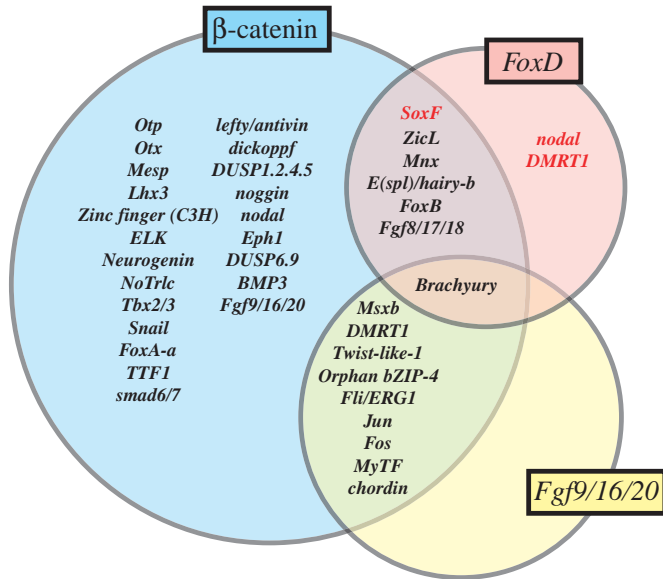 β-catenin
FoxD
Otp
Otx
Mesp
Lhx3
Zinc finger (C3H)
ELK
Neurogenin
NoTrlc
Tbx2/3
Snail
FoxA-a
TTF1
smad6/7
lefty/antivin
dickoppf
DUSP1.2.4.5
noggin
nodal
Eph1
DUSP6.9
BMP3
Fgf9/16/20
SoxF
ZicL
Mnx
E(spl)/hairy-b
FoxB
Fgf8/17/18
nodal
DMRT1
Brachyury
Msxb
DMRT1
Twist-like-1
Orphan bZIP-4
Fli/ERG1
Jun
Fos
MyTF
chordin
Fgf9/16/20